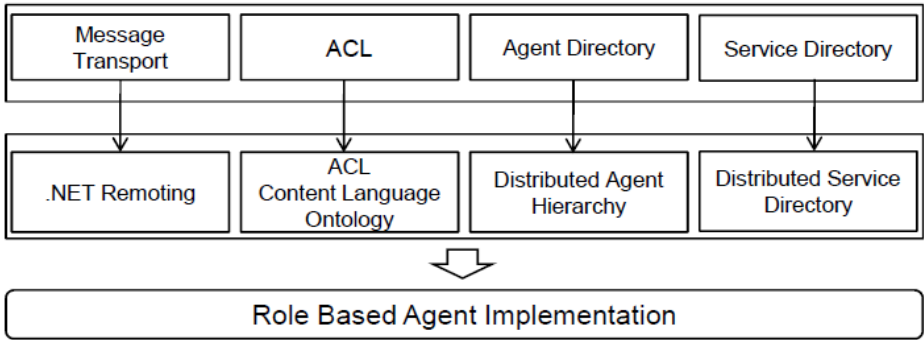 Message
Transport
ACL
Agent Directory
Service Directory
.NET Remoting
ACL
Content Language
Ontology
Distributed Agent
Hierarchy
Distributed Service
Directory
Role Based Agent Implementation